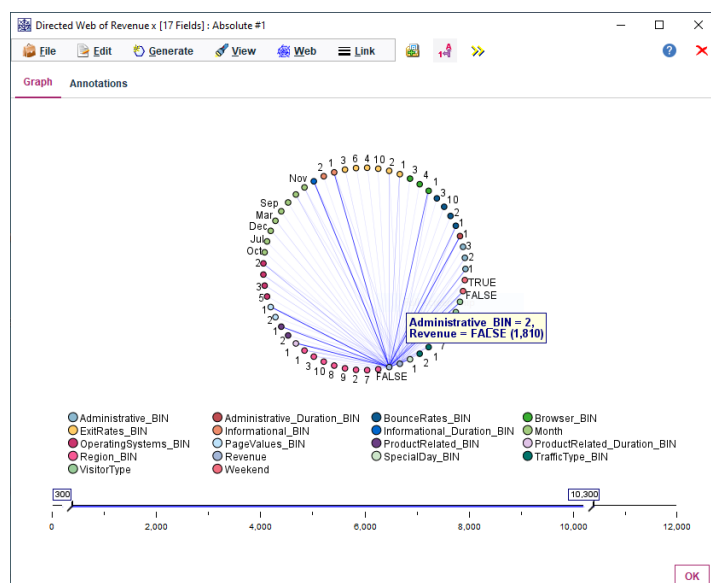 Directed Web of Revenue x [17 Fields] : Absolute #1
File Edit Generate View Web Link
Graph Annotations
Nov 2 1 3 6 4 10 2 1 3 4 1 3 10 2 1 1 3 2 1
Sep
Mar
Dec
Jul
Oct
2
3
5
1
2
1
2
1 1 3 10 8 9 2 7 1
TRUE
FALSE
Administrative_BIN = 2,
Revenue = FALSE (1,810)
FALSE 1 2 1 7
Administrative_BIN Administrative_Duration_BIN BounceRates_BIN Browser_BIN
ExitRates_BIN Informational_BIN Informational_Duration_BIN Month
OperatingSystems_BIN PageValues_BIN ProductRelated_BIN ProductRelated_Duration_BIN
Region_BIN Revenue SpecialDay_BIN TrafficType_BIN
VisitorType Weekend
300 10,300
0 2,000 4,000 6,000 8,000 10,000 12,000
OK